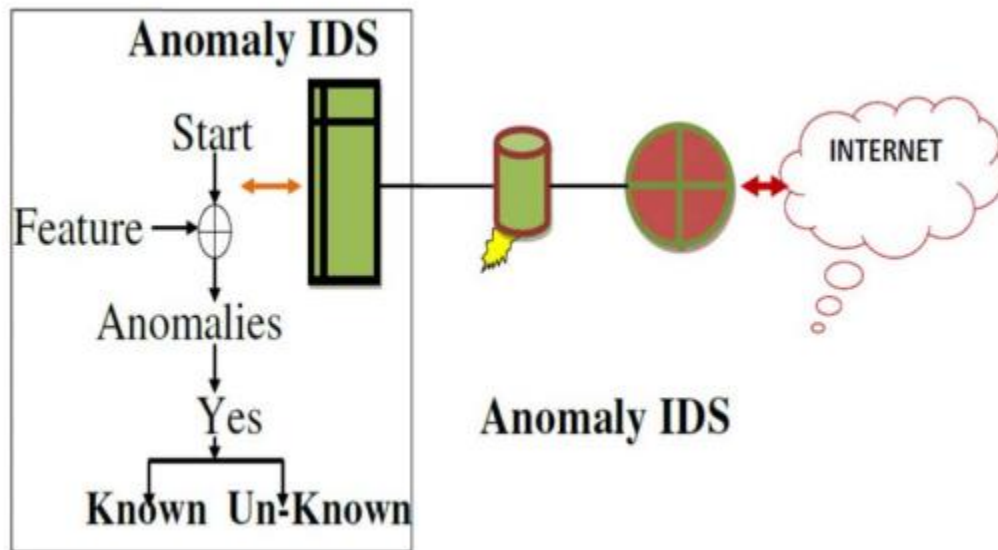 Anomaly IDS
Start
Feature
Anomalies
Yes
Known Un-Known
INTERNET
Anomaly IDS